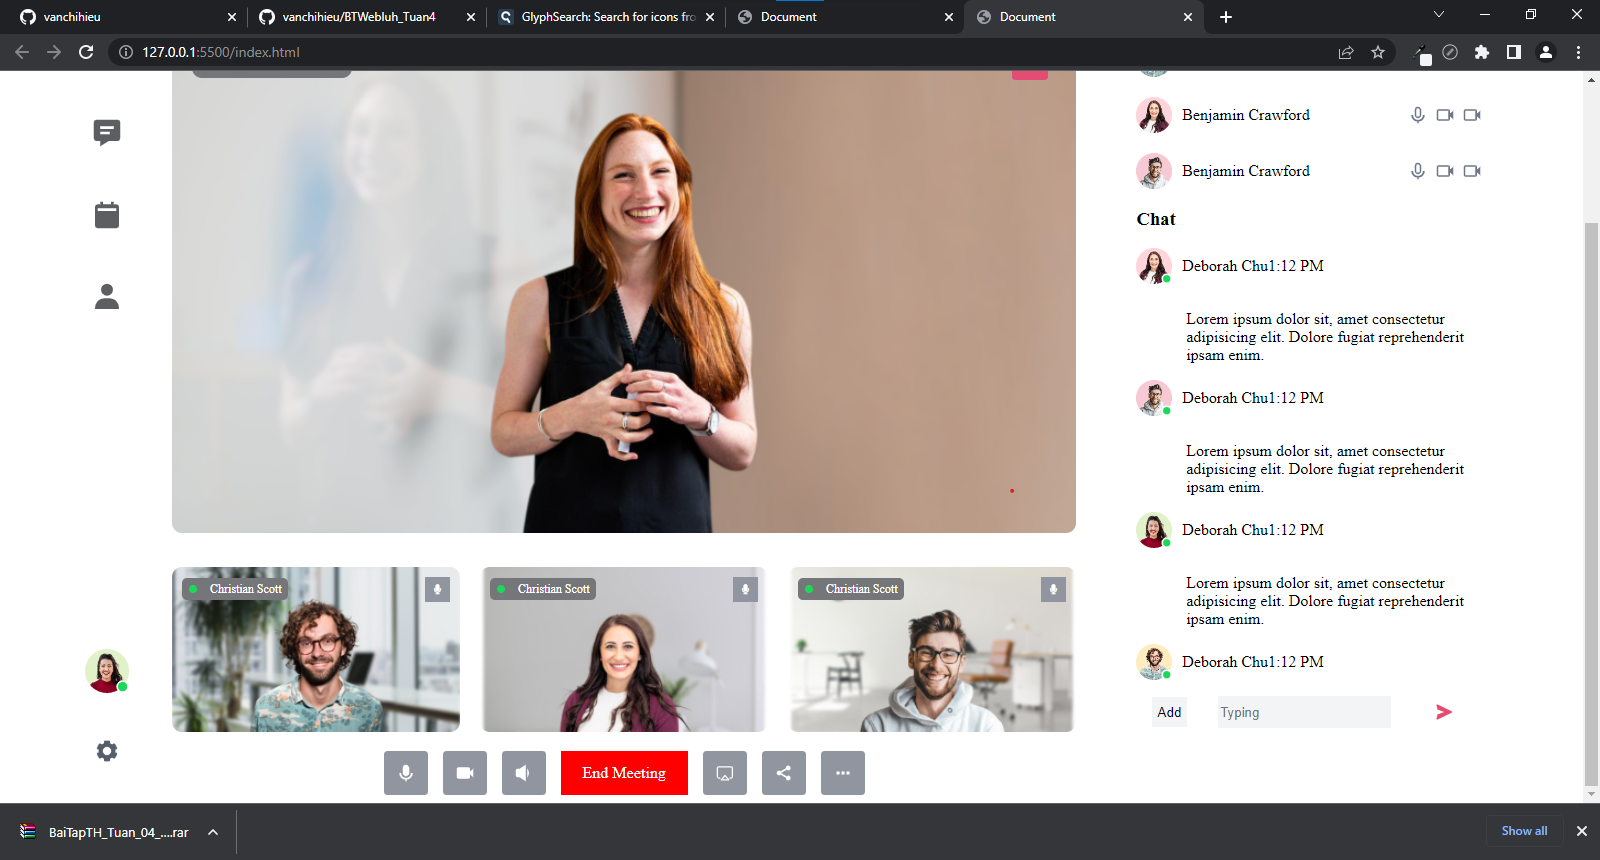 vanchihieu
vanchihieu/BTWebluh_Tuan4
GlyphSearch: Search for icons fro
Document
Document
127.0.0.1:5500/index.html
Benjamin Crawford
Benjamin Crawford
Chat
Deborah Chu1:12 PM
Lorem ipsum dolor sit, amet consectetur
adipisicing elit. Dolore fugiat reprehenderit
ipsam enim.
Deborah Chu1:12 PM
Lorem ipsum dolor sit, amet consectetur
adipisicing elit. Dolore fugiat reprehenderit
ipsam enim.
Deborah Chu1:12 PM
Lorem ipsum dolor sit, amet consectetur
adipisicing elit. Dolore fugiat reprehenderit
ipsam enim.
Deborah Chu1:12 PM
Add
Typing
Christian Scott
Christian Scott
Christian Scott
End Meeting
BaiTapTH_Tuan_04_....rar
Show all